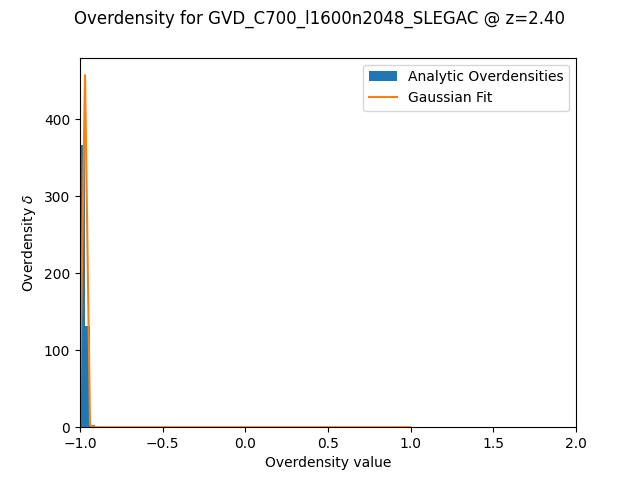 Overdensity for GVD_C700_l1600n2048_SLEGAC @ z=2.40
Analytic Overdensities
Gaussian Fit
Overdensity δ
400
300
200
100
0
−1.0 −0.5 0.0 0.5 1.0 1.5 2.0
Overdensity value